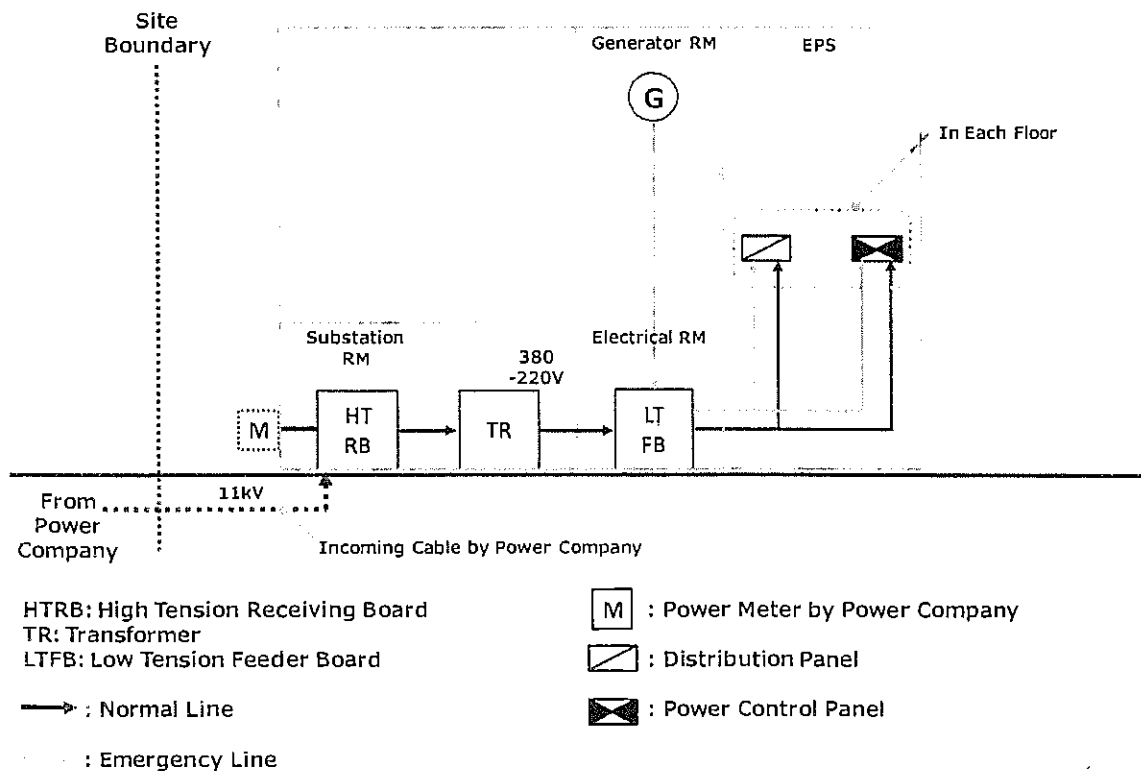 Site
Boundary
Generator RM
EPS
G
In Each Floor
Substation
RM
380
-220V
Electrical RM
M
HT
RB
TR
LT
FB
11kV
From
Power
Company
Incoming Cable by Power Company
HTRB: High Tension Receiving Board
TR: Transformer
LTFB: Low Tension Feeder Board
: Normal Line
: Emergency Line
M : Power Meter by Power Company
: Distribution Panel
: Power Control Panel